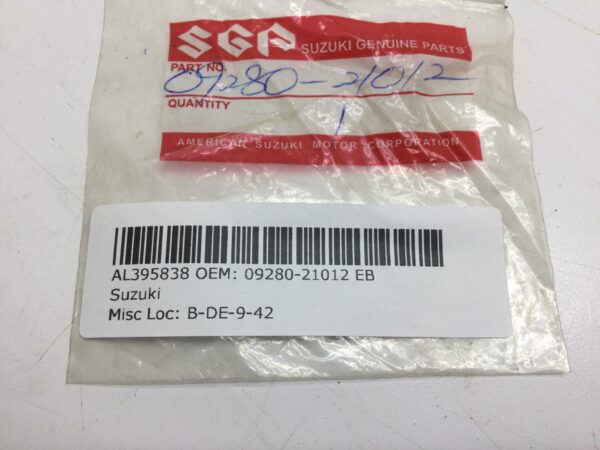 SGP SUZUKI GENUINE PARTS
PART NO. 09280-21012
QUANTITY 1
AMERICAN SUZUKI MOTOR CORPORATION
AL395838 OEM: 09280-21012 EB
Suzuki
Misc Loc: B-DE-9-42